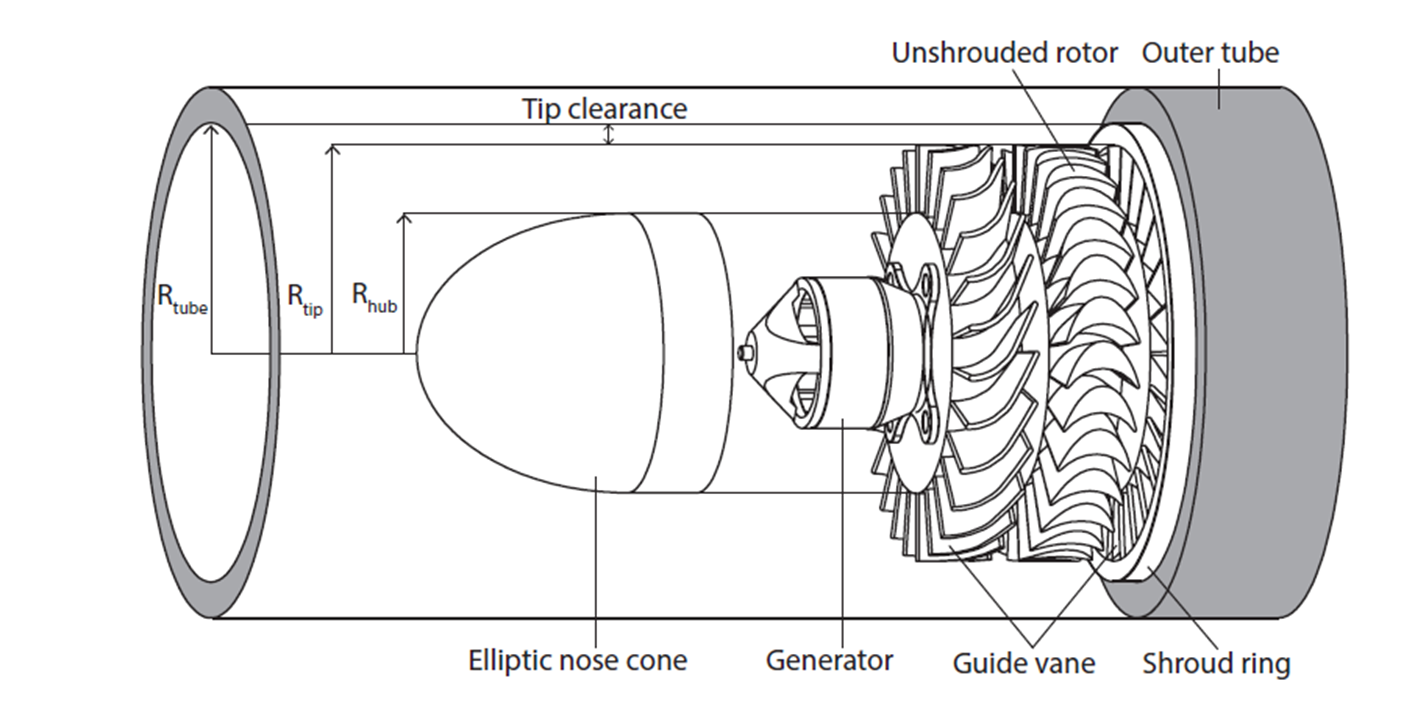 Unshrouded rotor Outer tube
Tip clearance
Rtube Rtip Rhub
Elliptic nose cone Generator Guide vane Shroud ring